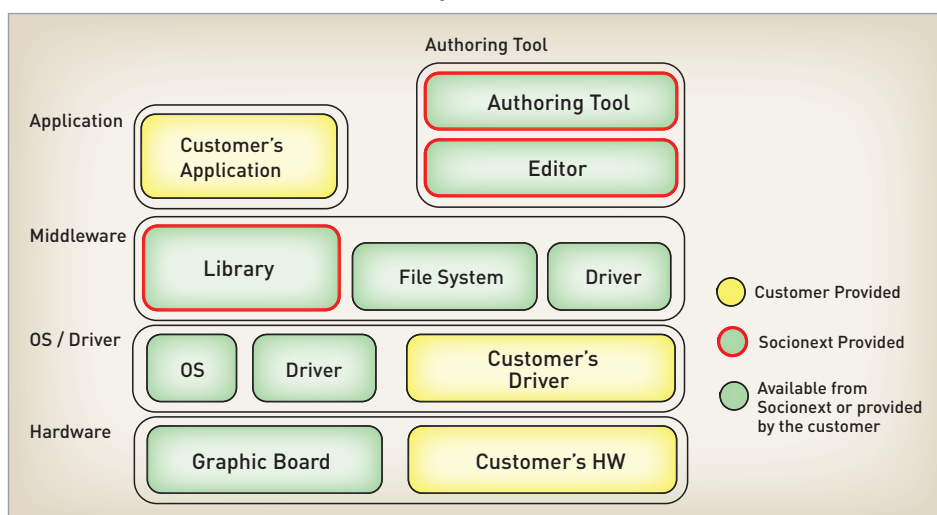 Authoring Tool
Authoring Tool
Editor
Application
Customer's
Application
Middleware
Library
File System
Driver
OS / Driver
OS
Driver
Customer's
Driver
Hardware
Graphic Board
Customer's HW
Customer Provided
Socionext Provided
Available from
Socionext or provided
by the customer